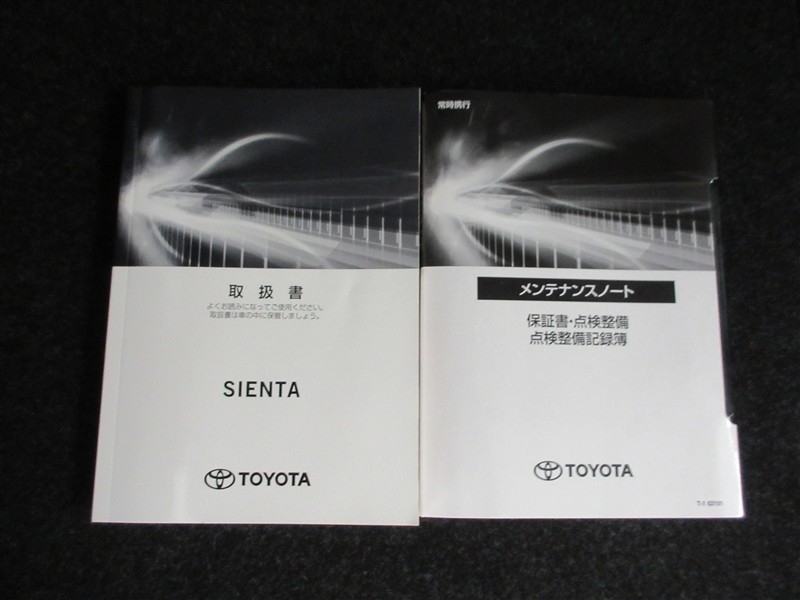 取扱書
よくお読みになってご使用ください。
取扱書は車の中に保管しましょう。
SIENTA
TOYOTA
常時携行
メンテナンスノート
保証書・点検整備
点検整備記録簿
TOYOTA